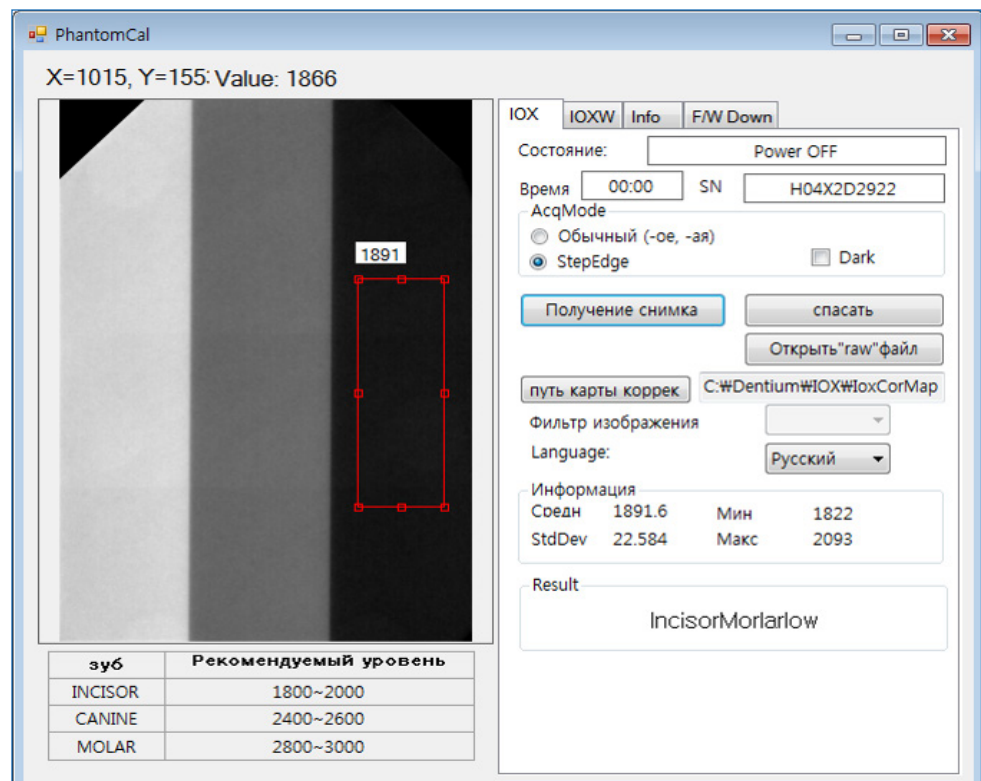 PhantomCal
X=1015, Y=155: Value: 1866
1891
зуб Рекомендуемый уровень
INCISOR 1800~2000
CANINE 2400~2600
MOLAR 2800~3000
IOX IOXW Info F/W Down
Состояние: Power OFF
Время 00:00 SN H04X2D2922
AcqMode
Обычный (-ое, -ая)
StepEdge Dark
Получение снимка спасать
Открыть"raw"файл
путь карты коррек C:₩Dentium₩IOX₩IoxCorMap
Фильтр изображения
Language: Русский
Информация
Средн 1891.6 Мин 1822
StdDev 22.584 Макс 2093
Result
IncisorMorlarlow